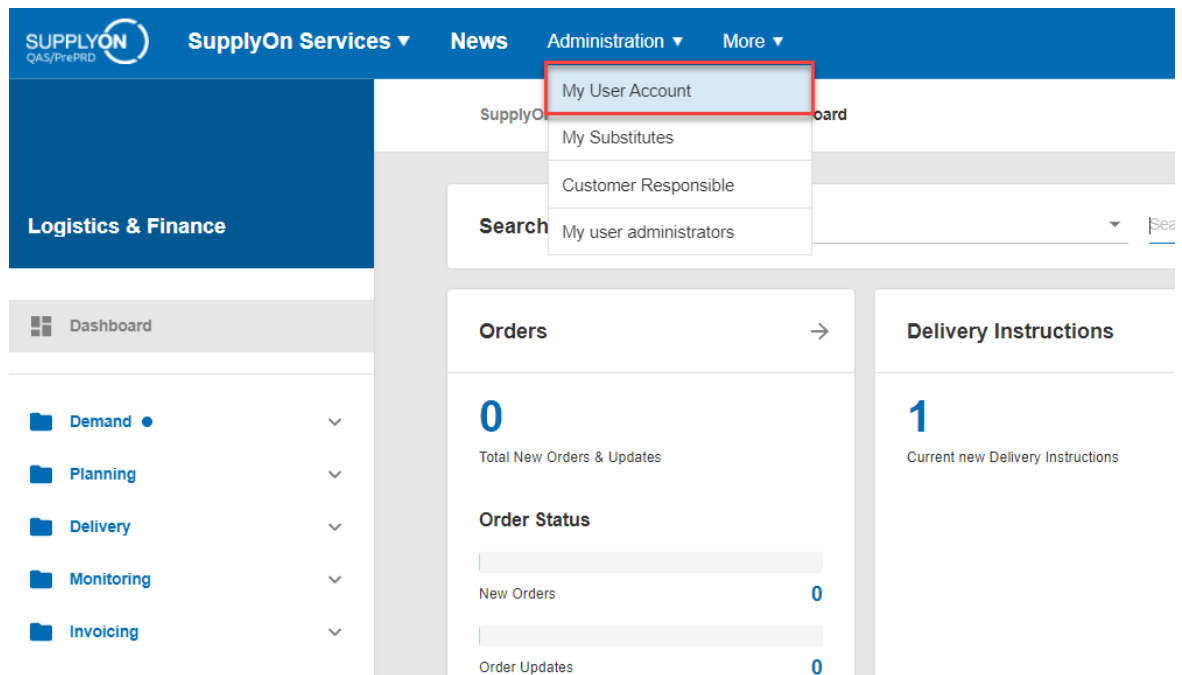 SUPPLYON
QAS/PrePRD
SupplyOn Services ▼ News Administration ▼ More ▼
My User Account
My Substitutes
Customer Responsible
My user administrators
Logistics & Finance
Search
Dashboard
Demand
Planning
Delivery
Monitoring
Invoicing
Orders
0
Total New Orders & Updates
Order Status
New Orders 0
Order Updates 0
Delivery Instructions
1
Current new Delivery Instructions